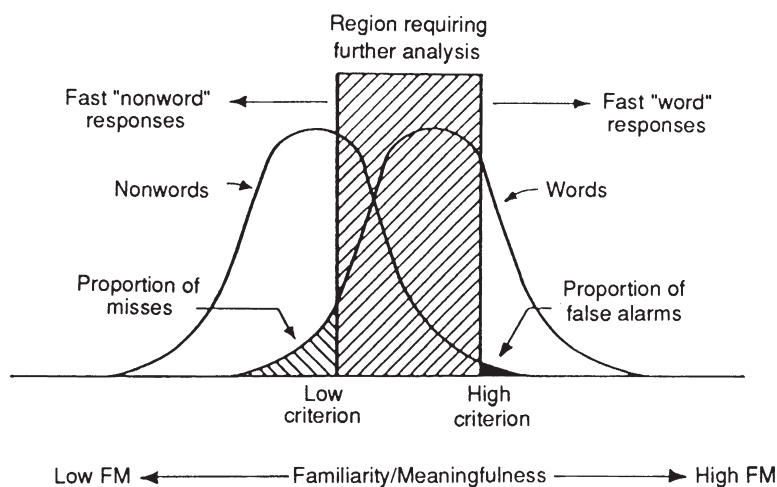 Region requiring
further analysis
Fast "nonword"
responses
Fast "word"
responses
Nonwords
Words
Proportion of
misses
Proportion of
false alarms
Low
criterion
High
criterion
Low FM
Familiarity/Meaningfulness
High FM